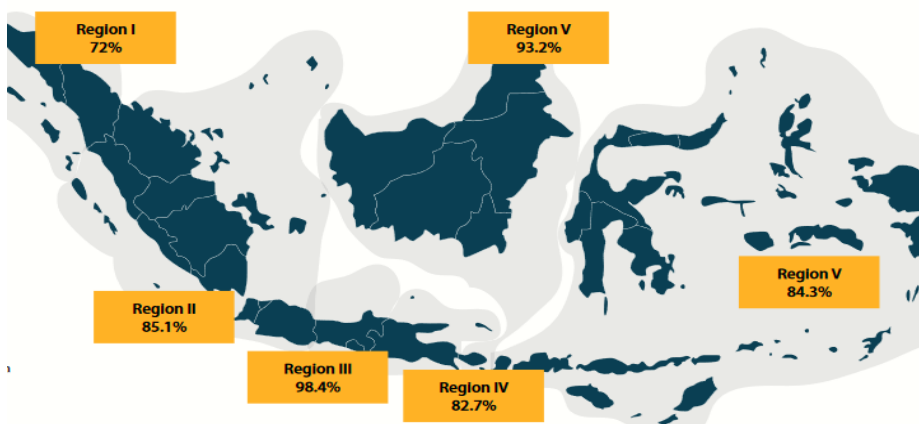 Region I
72%
Region V
93.2%
Region V
84.3%
Region II
85.1%
Region III
98.4%
Region IV
82.7%